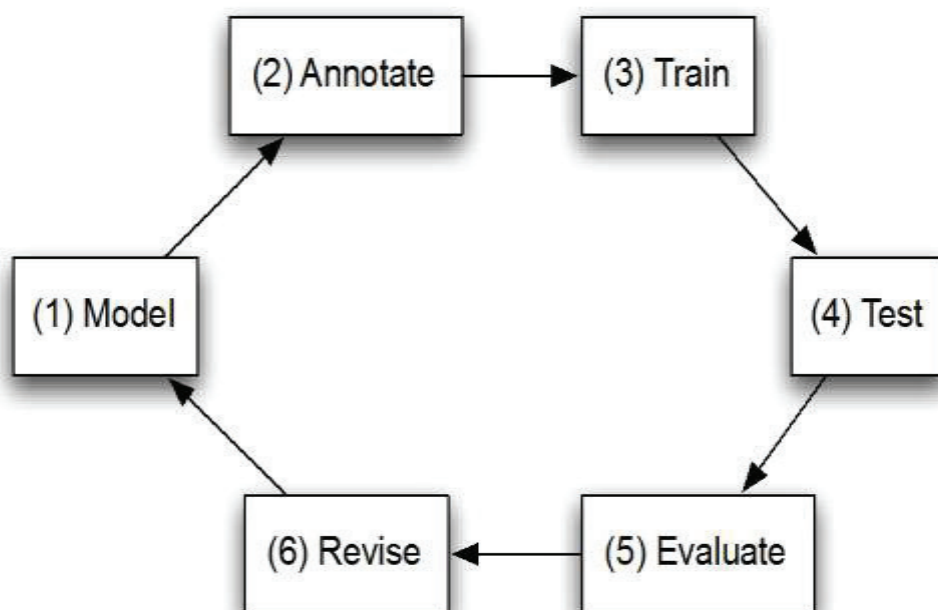 (2) Annotate
(3) Train
(1) Model
(4) Test
(6) Revise
(5) Evaluate